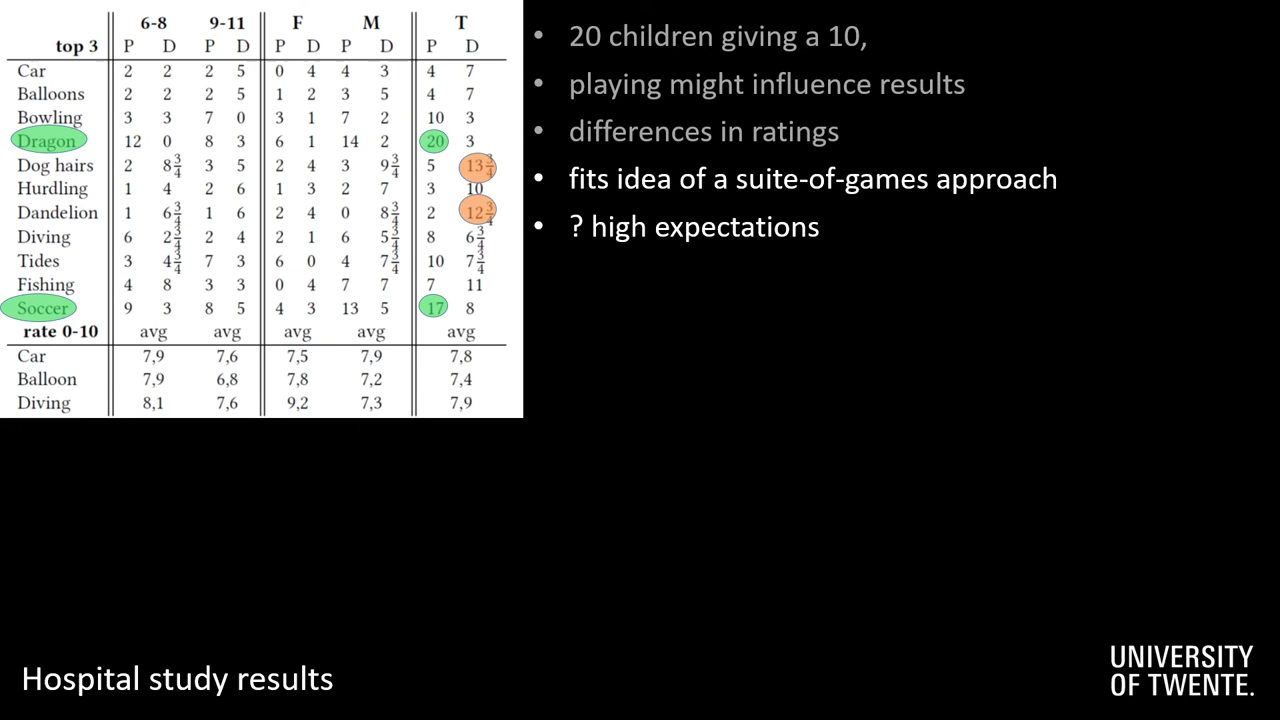 6-8 9-11 F M T
top 3 P D P D P D P D P D
Car 2 2 2 5 0 4 4 3 4 7
Balloons 2 2 2 5 1 2 3 5 4 7
Bowling 3 3 7 0 3 1 7 2 10 3
Dragon 12 0 8 3 6 1 14 2 20 3
Dog hairs 2 8¾ 3 5 2 4 3 9¾ 5 13¾
Hurdling 1 4 2 6 1 3 2 7 3 10
Dandelion 1 6¾ 1 6 2 4 0 8¾ 2 12¾
Diving 6 2¾ 2 4 2 1 6 5¾ 8 6¾
Tides 3 4¾ 7 3 6 0 4 7¾ 10 7¾
Fishing 4 8 3 3 0 4 7 7 7 11
Soccer 9 3 8 5 4 3 13 5 17 8
rate 0-10 avg avg avg avg avg
Car 7,9 7,6 7,5 7,9 7,8
Balloon 7,9 6,8 7,8 7,2 7,4
Diving 8,1 7,6 9,2 7,3 7,9
• 20 children giving a 10,
• playing might influence results
• differences in ratings
• fits idea of a suite-of-games approach
• ? high expectations
Hospital study results
UNIVERSITY
OF TWENTE.